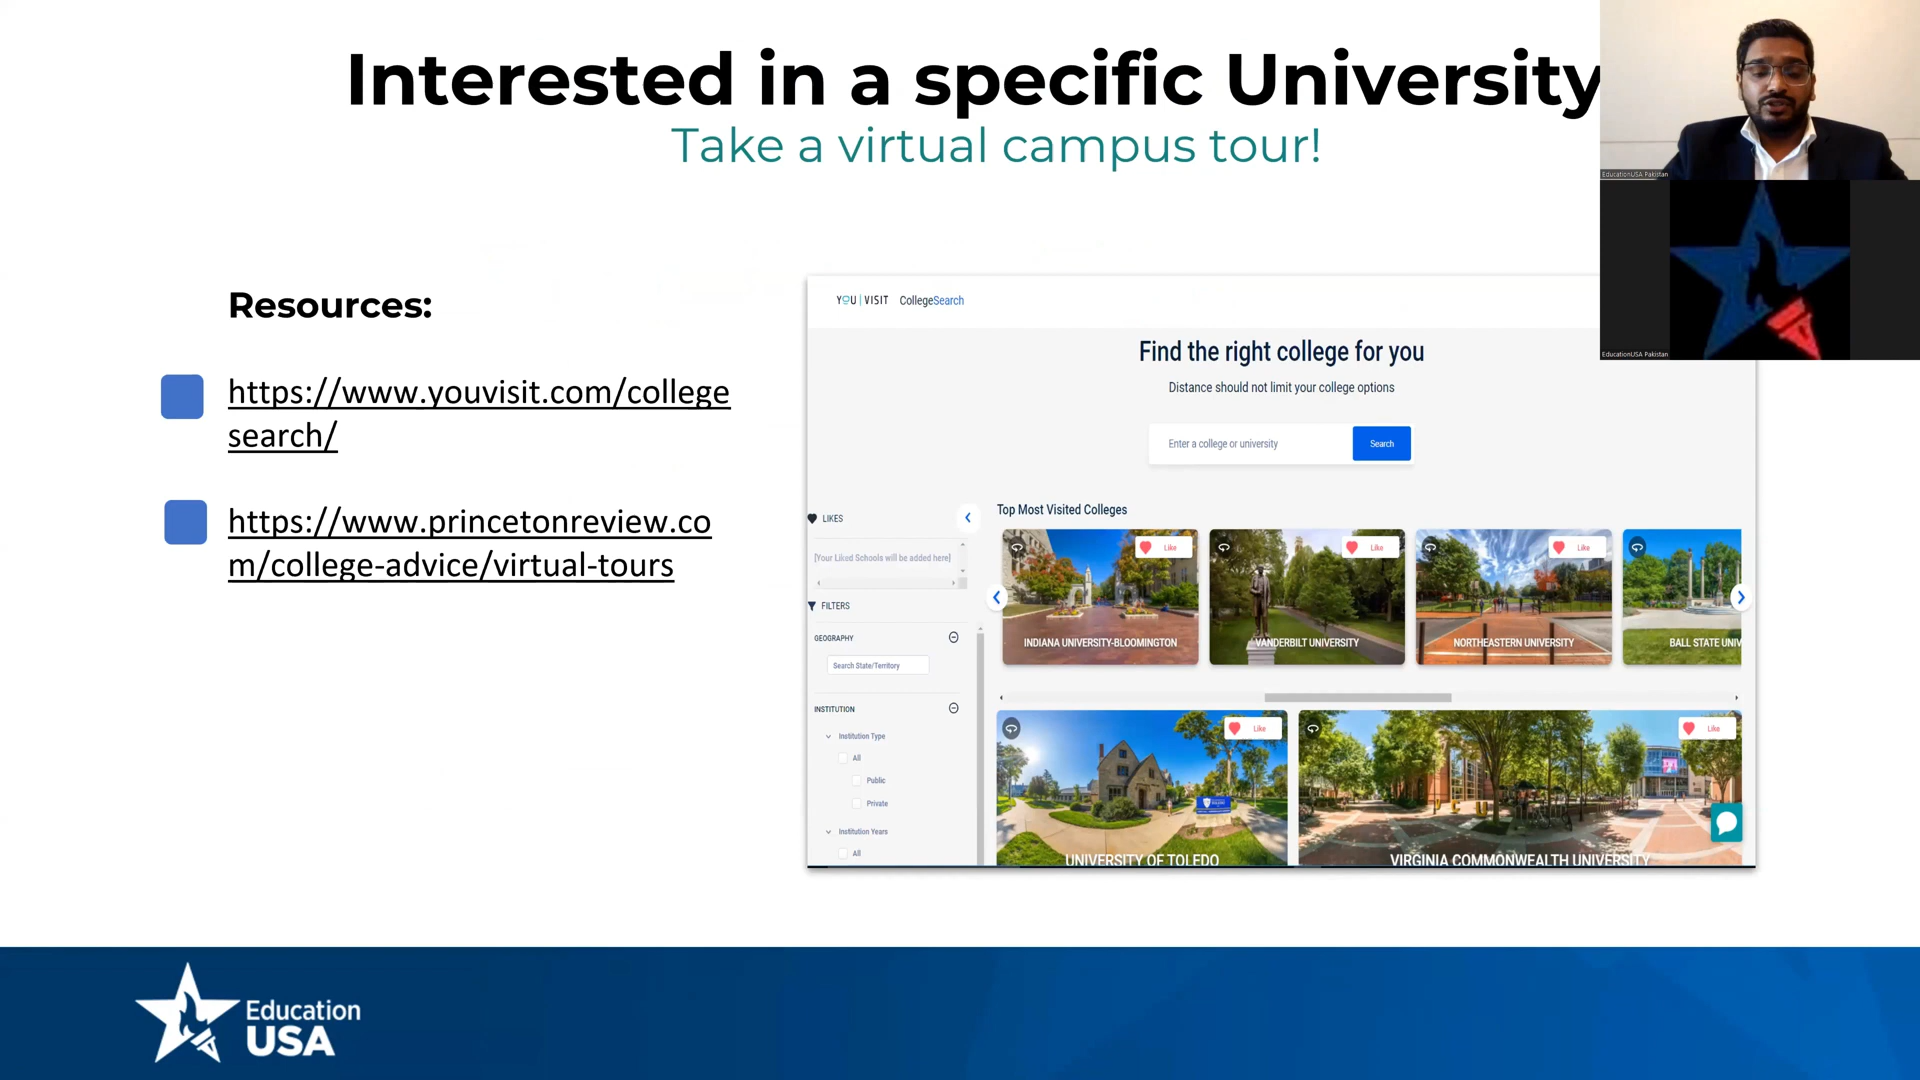 Interested in a specific University
Take a virtual campus tour!
EducationUSA Pakistan
EducationUSA Pakistan
Resources:
https://www.youvisit.com/college
search/
https://www.princetonreview.co
m/college-advice/virtual-tours
YOU | VISIT CollegeSearch
Find the right college for you
Distance should not limit your college options
Enter a college or university
Search
LIKES
[Your Liked Schools will be added here]
FILTERS
GEOGRAPHY
Search State/Territory
INSTITUTION
Institution Type
All
Public
Private
Institution Years
All
Top Most Visited Colleges
Like
INDIANA UNIVERSITY-BLOOMINGTON
Like
VANDERBILT UNIVERSITY
Like
NORTHEASTERN UNIVERSITY
BALL STATE UNIV
Like
UNIVERSITY OF TOLEDO
Like
VIRGINIA COMMONWEALTH UNIVERSITY
Education
USA